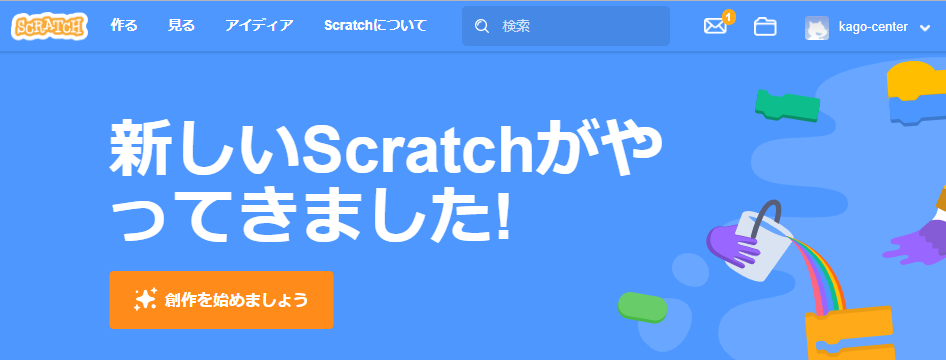 SCRATCH 作る 見る アイディア Scratchについて 検索 1 kago-center
新しいScratchがや
ってきました!
創作を始めましょう